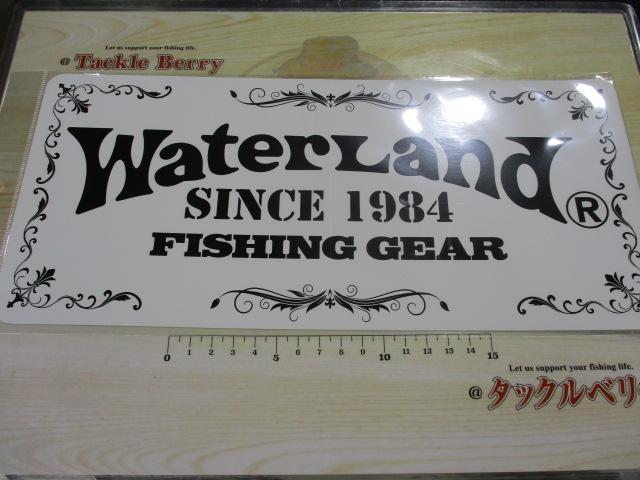 Let us support your fishing life.
@ Tackle Berry
WaterLand
®
SINCE 1984
FISHING GEAR
0 1 2 3 4 5 6 7 8 9 10 11 12 13 14 15
Let us support your fishing life.
@ タックルベリ